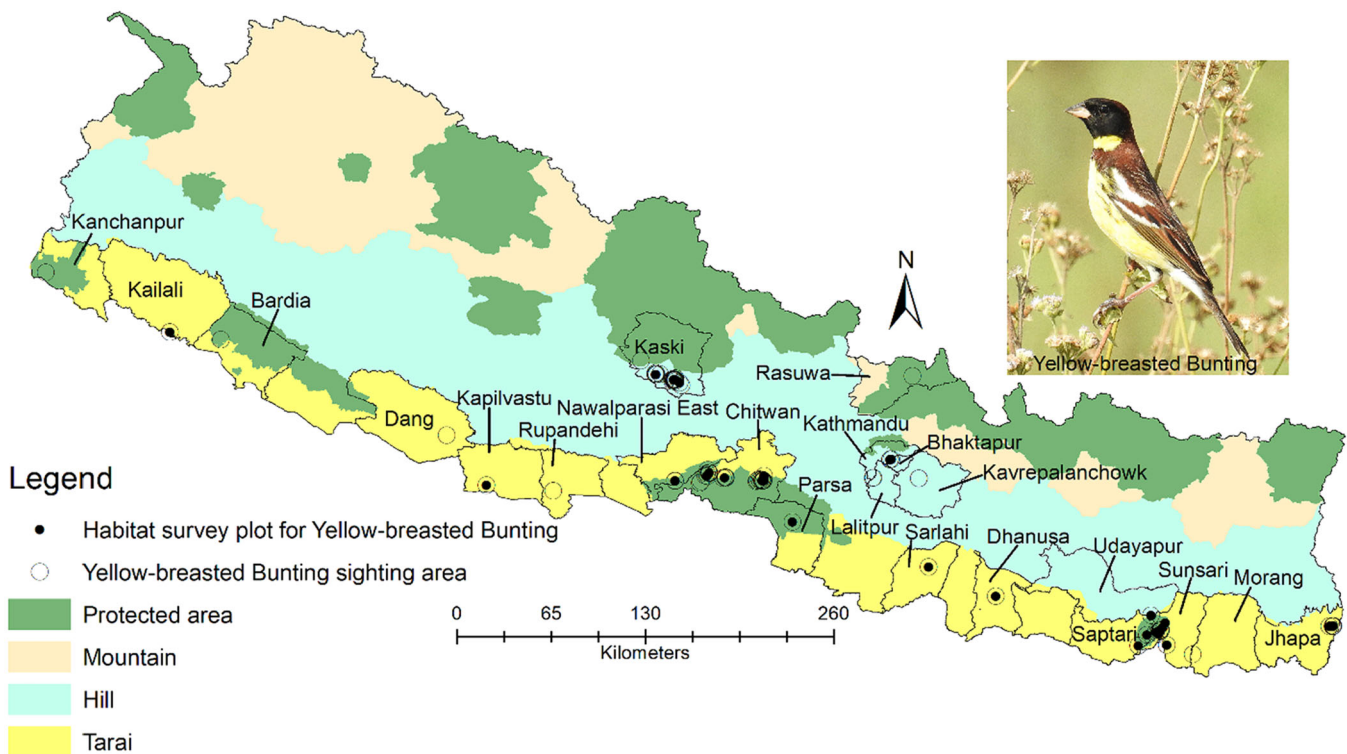 Kanchanpur
Kailali
Bardia
Dang
Kapilvastu
Rupandehi
Nawalparasi East
Kaski
Chitwan
Parsa
N
Rasuwa
Kathmandu
Bhaktapur
Kavrepalanchowk
Lalitpur
Sarlahi
Dhanusa
Udayapur
Sunsari
Morang
Saptari
Jhapa
Yellow-breasted Bunting
Legend
Habitat survey plot for Yellow-breasted Bunting
Yellow-breasted Bunting sighting area
Protected area
Mountain
Hill
Tarai
0 65 130 260
Kilometers